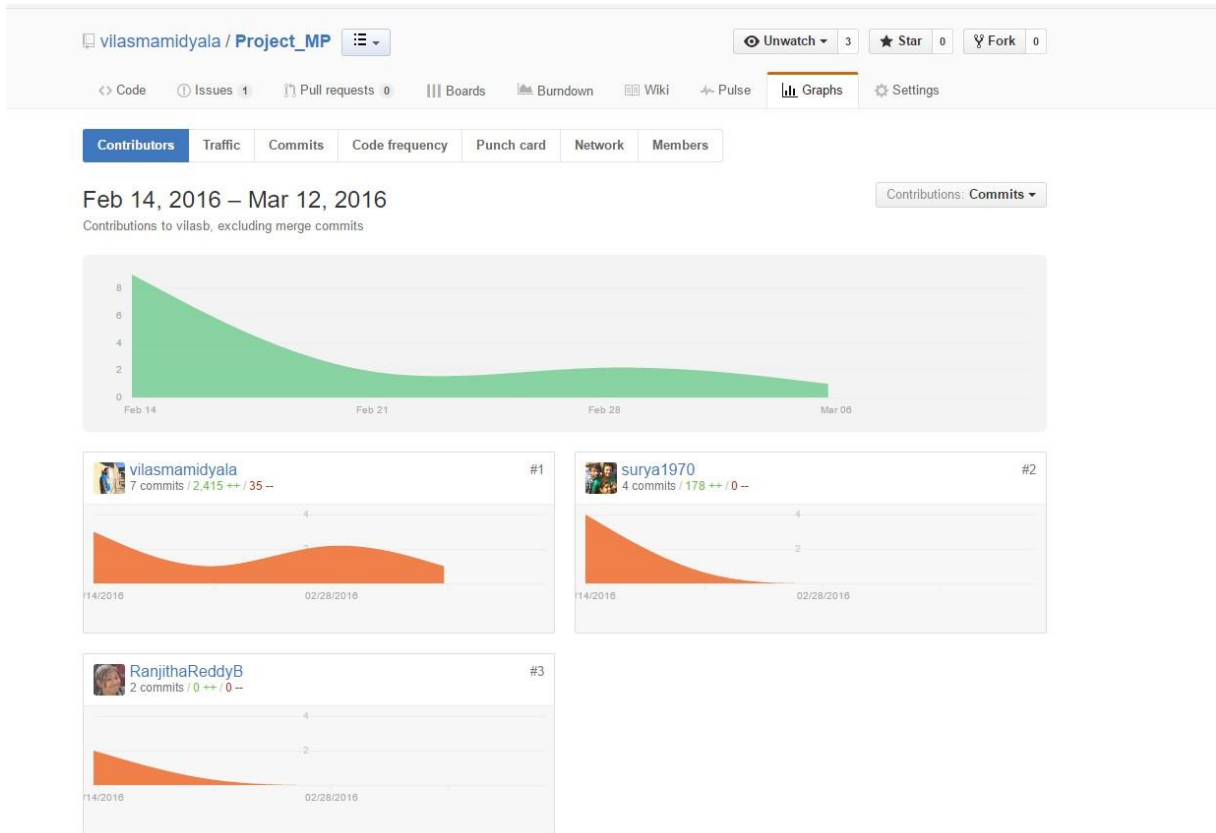 vilasmamidyala / Project_MP
Unwatch 3 Star 0 Fork 0
Code Issues 1 Pull requests 0 Boards Burndown Wiki Pulse Graphs Settings
Contributors Traffic Commits Code frequency Punch card Network Members
Feb 14, 2016 – Mar 12, 2016
Contributions: Commits
Contributions to vilasb, excluding merge commits
8
6
4
2
0
Feb 14 Feb 21 Feb 28 Mar 06
vilasmamidyala #1
7 commits / 2,415 ++ / 35 --
4
2
/14/2016 02/28/2016
surya1970 #2
4 commits / 178 ++ / 0 --
4
2
/14/2016 02/28/2016
RanjithaReddyB #3
2 commits / 0 ++ / 0 --
4
2
/14/2016 02/28/2016